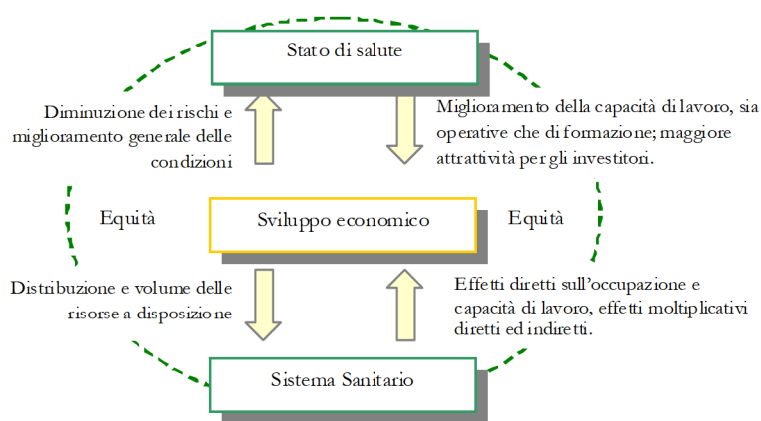 Stato di salute
Diminuzione dei rischi e
miglioramento generale delle
condizioni
Miglioramento della capacità di lavoro, sia
operative che di formazione; maggiore
attrattività per gli investitori.
Equità
Sviluppo economico
Equità
Distribuzione e volume delle
risorse a disposizione
Effetti diretti sull'occupazione e
capacità di lavoro, effetti moltiplicativi
diretti ed indiretti.
Sistema Sanitario